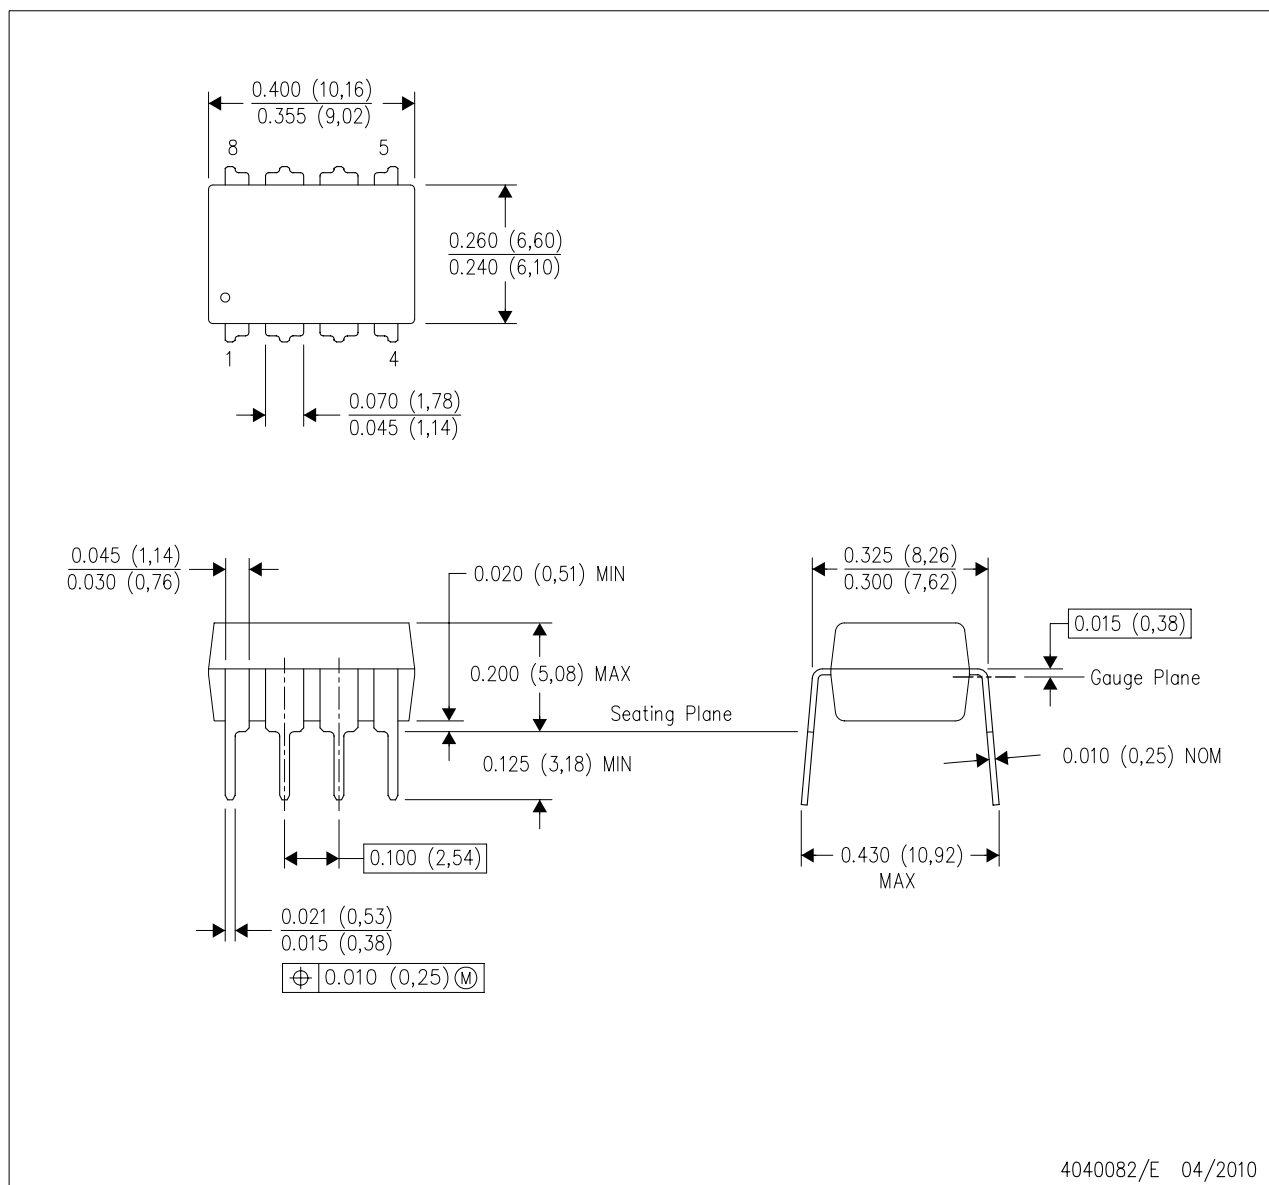 0.400 (10,16)
0.355 (9,02)
8
5
0.260 (6,60)
0.240 (6,10)
1
4
0.070 (1,78)
0.045 (1,14)
0.045 (1,14)
0.030 (0,76)
0.020 (0,51) MIN
0.325 (8,26)
0.300 (7,62)
0.015 (0,38)
0.200 (5,08) MAX
Gauge Plane
Seating Plane
0.125 (3,18) MIN
0.010 (0,25) NOM
0.100 (2,54)
0.430 (10,92)
MAX
0.021 (0,53)
0.015 (0,38)
⌖ 0.010 (0,25) Ⓜ
4040082/E 04/2010